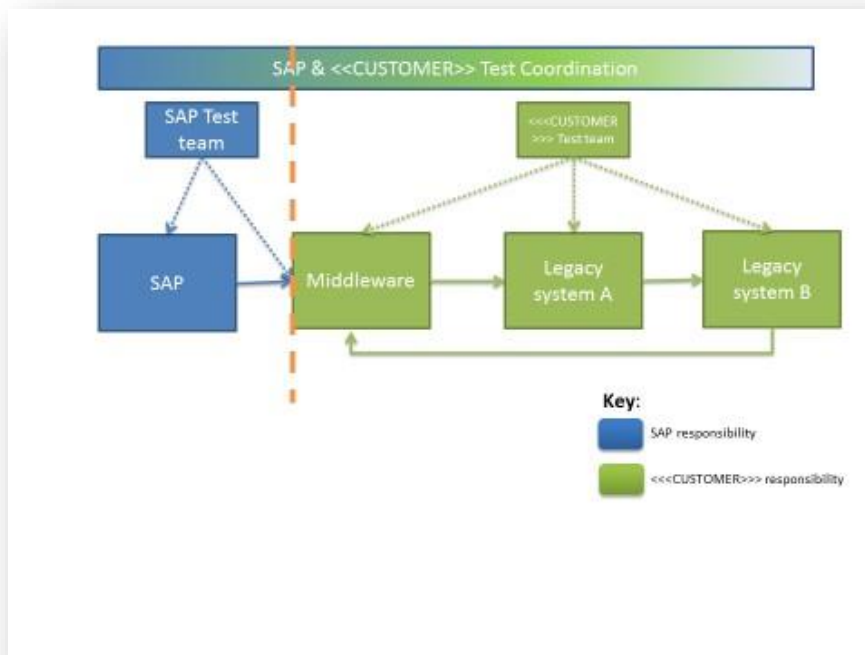 SAP & <<CUSTOMER>> Test Coordination
SAP Test
team
<<<CUSTOMER
>>> Test team
SAP
Middleware
Legacy
system A
Legacy
system B
Key:
SAP responsibility
<<<CUSTOMER>>> responsibility